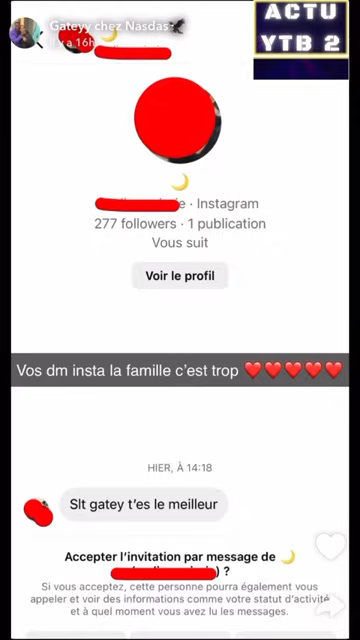 Gateyy chez Nasdas
Il y a 16h
ACTU
YTB 2
e · Instagram
277 followers · 1 publication
Vous suit
Voir le profil
Vos dm insta la famille c'est trop ❤️❤️❤️❤️❤️
HIER, À 14:18
Slt gatey t'es le meilleur
Accepter l'invitation par message de 🌙
) ?
Si vous acceptez, cette personne pourra également vous
appeler et voir des informations comme votre statut d'activité
et à quel moment vous avez lu les messages.